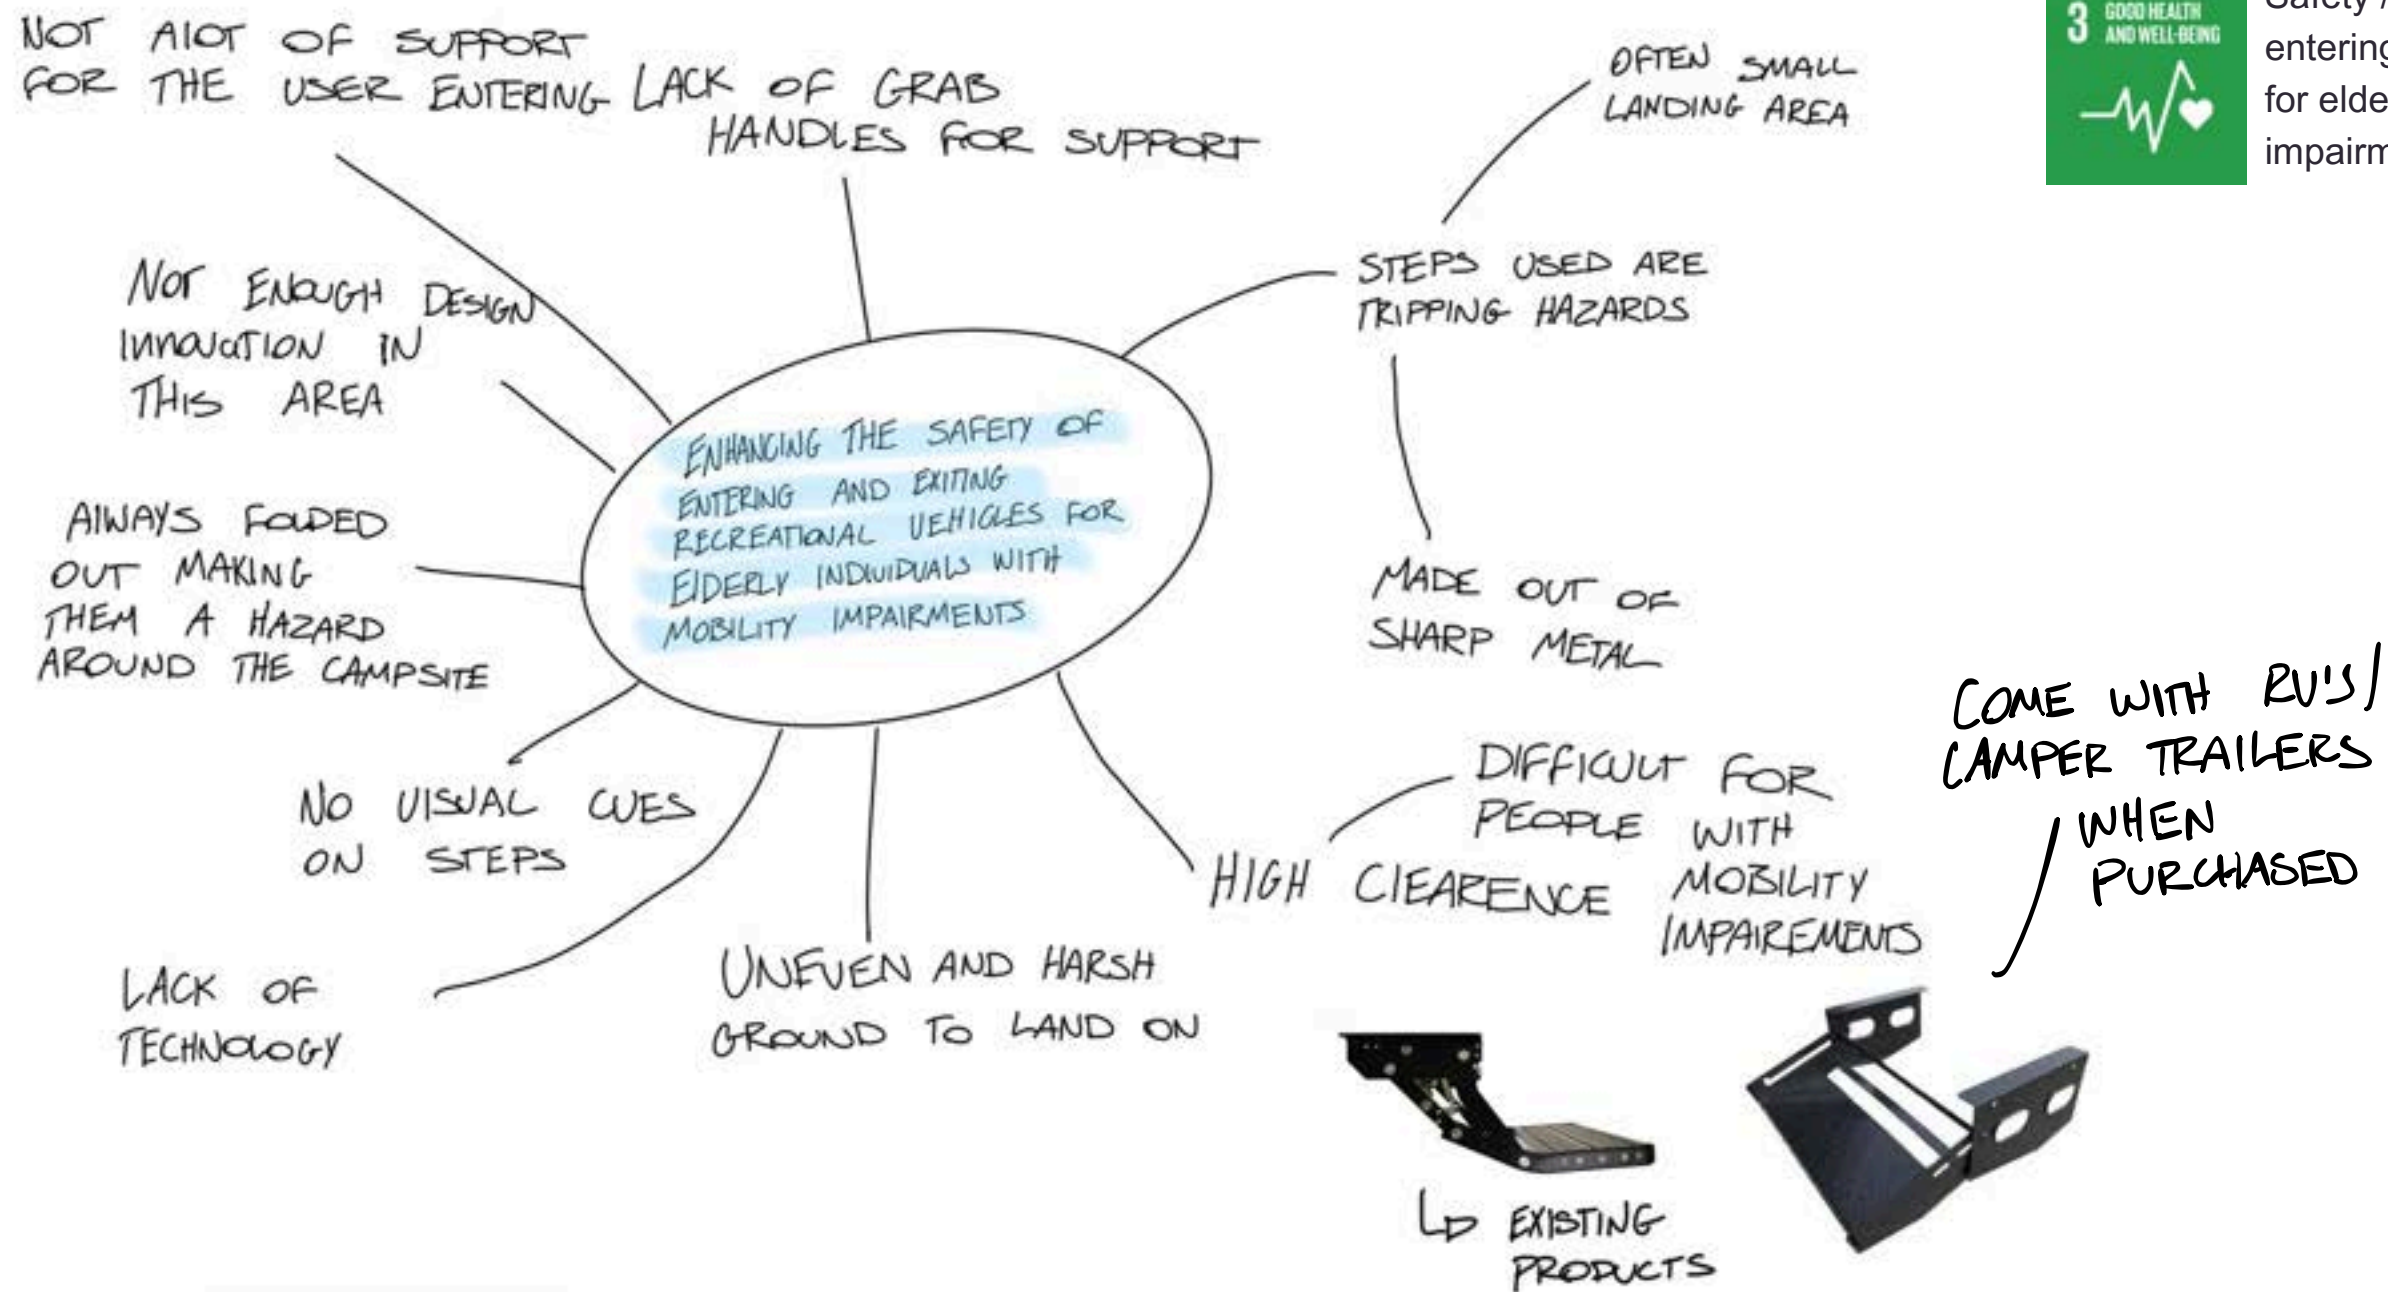 NOT ALOT OF SUPPORT
FOR THE USER ENTERING
LACK OF GRAB
HANDLES FOR SUPPORT
OFTEN SMALL
LANDING AREA
3 GOOD HEALTH
AND WELL-BEING
Safety /
entering
for elde
impairm
NOT ENOUGH DESIGN
INNOVATION IN
THIS AREA
STEPS USED ARE
TRIPPING HAZARDS
ENHANCING THE SAFETY OF
ENTERING AND EXITING
RECREATIONAL VEHICLES FOR
ELDERLY INDIVIDUALS WITH
MOBILITY IMPAIRMENTS
ALWAYS FOLDED
OUT MAKING
THEM A HAZARD
AROUND THE CAMPSITE
MADE OUT OF
SHARP METAL
NO VISUAL CUES
ON STEPS
LACK OF
TECHNOLOGY
UNEVEN AND HARSH
GROUND TO LAND ON
HIGH CLEARENCE
DIFFICULT FOR
PEOPLE WITH
MOBILITY
IMPAIREMENTS
COME WITH RV'S/
CAMPER TRAILERS
WHEN
PURCHASED
EXISTING
PRODUCTS